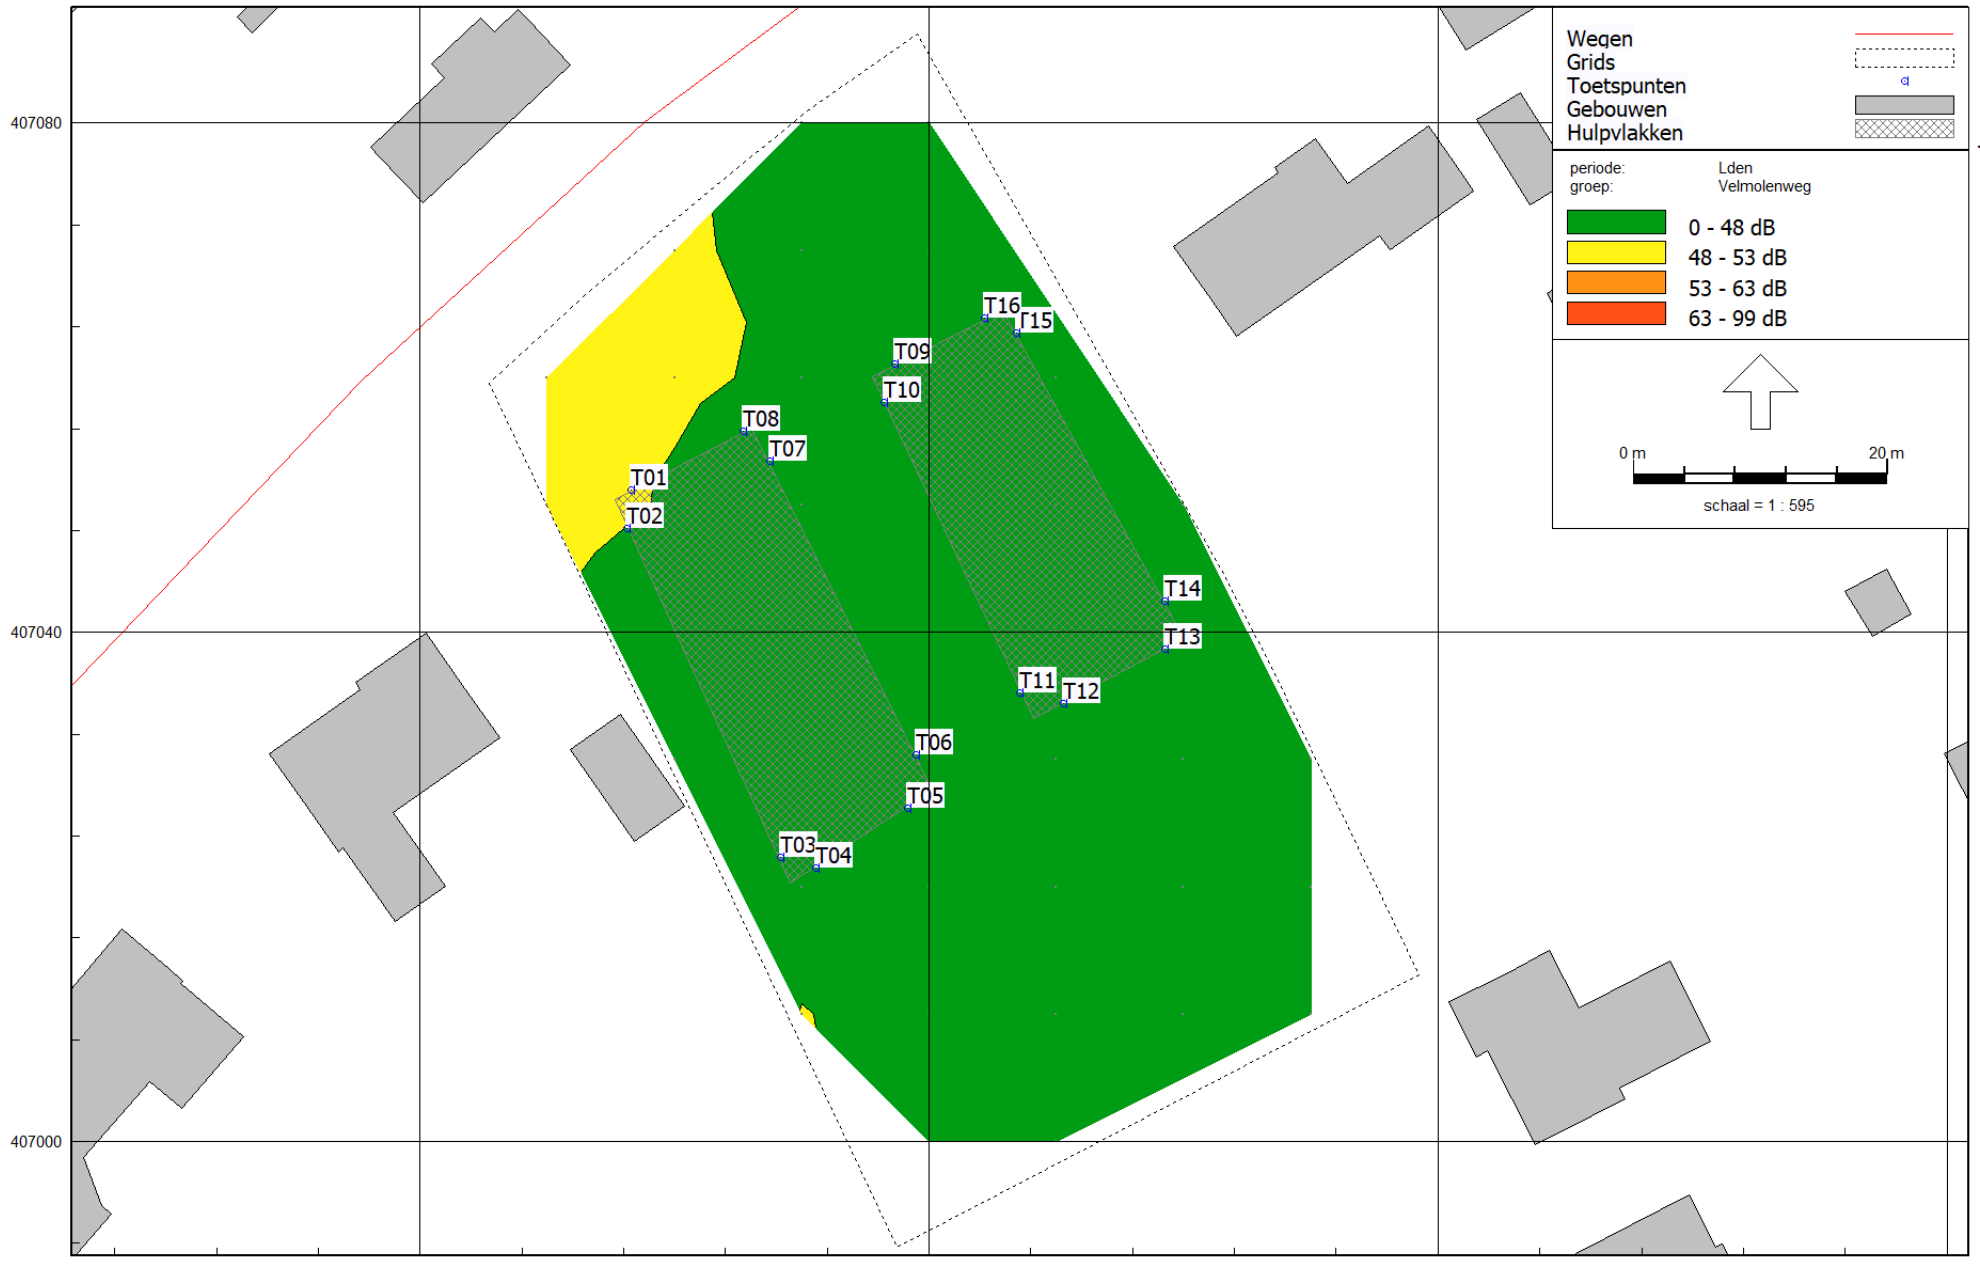 Wegen
Grids
Toetspunten
Gebouwen
Hulpvlakken
periode: Lden
groep: Velmolenweg
0 - 48 dB
48 - 53 dB
53 - 63 dB
63 - 99 dB
0 m 20 m
schaal = 1 : 595
407080
T16
T15
T09
T10
T08
T07
T01
T02
T14
407040
T13
T11
T12
T06
T05
T03
T04
407000